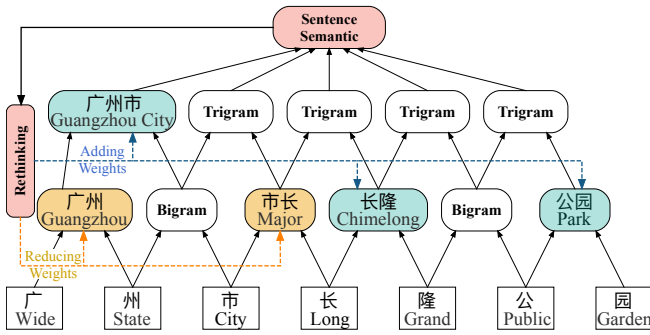 Sentence
Semantic
Rethinking
广州市
Guangzhou City
Trigram
Trigram
Trigram
Trigram
Adding
Weights
广州
Guangzhou
Bigram
市长
Major
长隆
Chimelong
Bigram
公园
Park
Reducing
Weights
广
Wide
州
State
市
City
长
Long
隆
Grand
公
Public
园
Garden